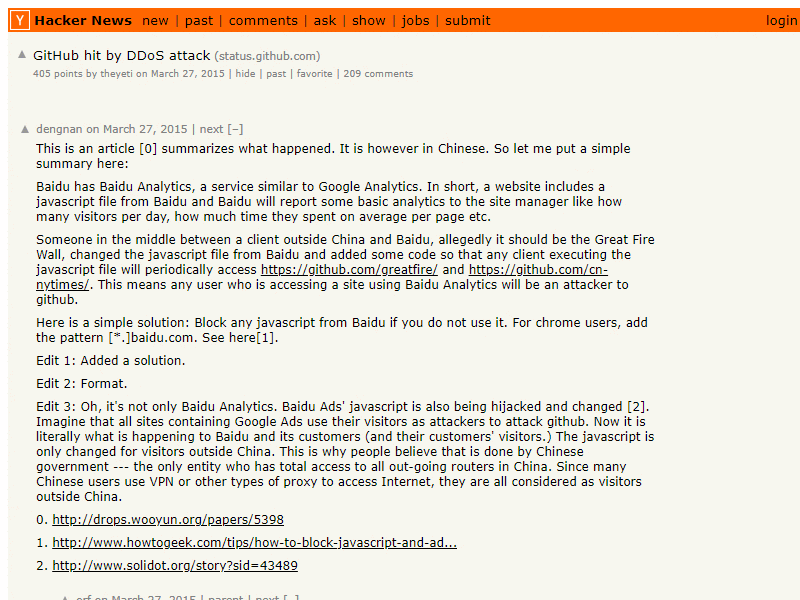 Y Hacker News new | past | comments | ask | show | jobs | submit login
▲ GitHub hit by DDoS attack (status.github.com)
405 points by theyeti on March 27, 2015 | hide | past | favorite | 209 comments
▲ dengnan on March 27, 2015 | next [–]
This is an article [0] summarizes what happened. It is however in Chinese. So let me put a simple
summary here:
Baidu has Baidu Analytics, a service similar to Google Analytics. In short, a website includes a
javascript file from Baidu and Baidu will report some basic analytics to the site manager like how
many visitors per day, how much time they spent on average per page etc.
Someone in the middle between a client outside China and Baidu, allegedly it should be the Great Fire
Wall, changed the javascript file from Baidu and added some code so that any client executing the
javascript file will periodically access https://github.com/greatfire/ and https://github.com/cn-
nytimes/. This means any user who is accessing a site using Baidu Analytics will be an attacker to
github.
Here is a simple solution: Block any javascript from Baidu if you do not use it. For chrome users, add
the pattern [*.]baidu.com. See here[1].
Edit 1: Added a solution.
Edit 2: Format.
Edit 3: Oh, it's not only Baidu Analytics. Baidu Ads' javascript is also being hijacked and changed [2].
Imagine that all sites containing Google Ads use their visitors as attackers to attack github. Now it is
literally what is happening to Baidu and its customers (and their customers' visitors.) The javascript is
only changed for visitors outside China. This is why people believe that is done by Chinese
government --- the only entity who has total access to all out-going routers in China. Since many
Chinese users use VPN or other types of proxy to access Internet, they are all considered as visitors
outside China.
0. http://drops.wooyun.org/papers/5398
1. http://www.howtogeek.com/tips/how-to-block-javascript-and-ad...
2. http://www.solidot.org/story?sid=43489
▲ orf on March 27, 2015 | parent | next [–]